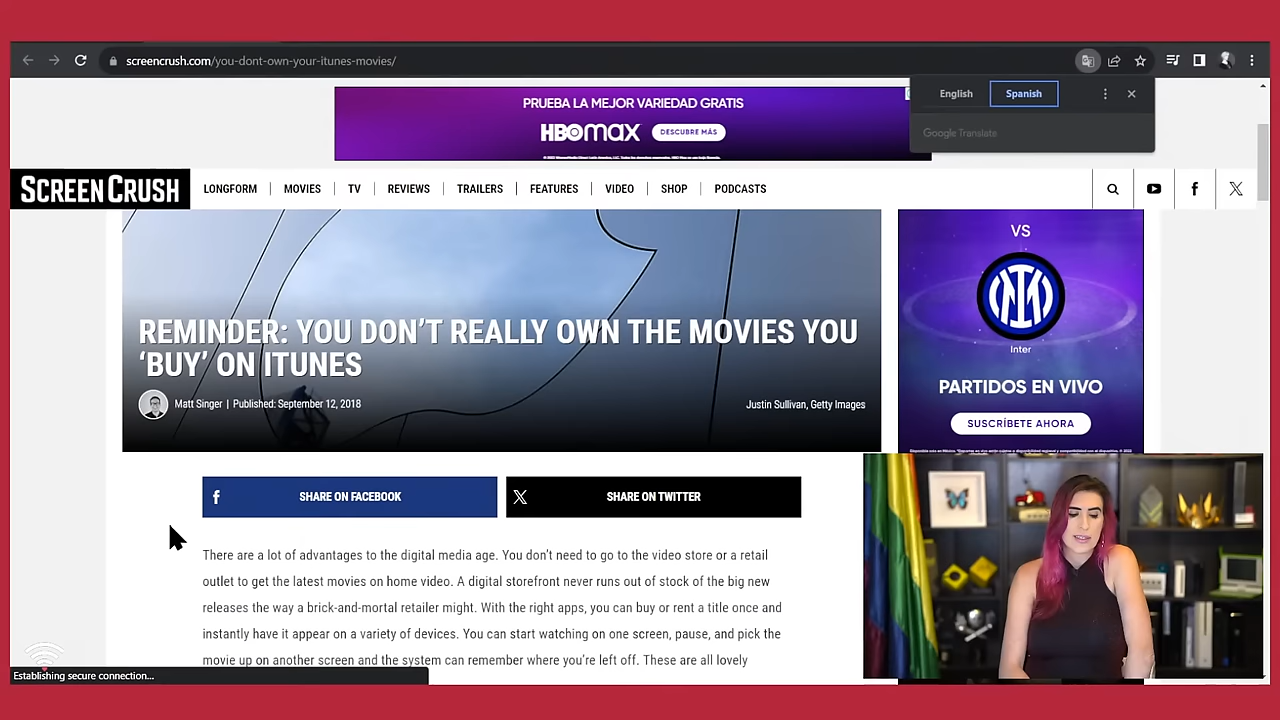 screencrush.com/you-dont-own-your-itunes-movies/
English
Spanish
Google Translate
PRUEBA LA MEJOR VARIEDAD GRATIS
HBOMAX
DESCUBRE MÁS
SCREENCRUSH
LONGFORM
MOVIES
TV
REVIEWS
TRAILERS
FEATURES
VIDEO
SHOP
PODCASTS
REMINDER: YOU DON'T REALLY OWN THE MOVIES YOU
'BUY' ON ITUNES
Matt Singer | Published: September 12, 2018
Justin Sullivan, Getty Images
VS
Inter
PARTIDOS EN VIVO
SUSCRÍBETE AHORA
SHARE ON FACEBOOK
SHARE ON TWITTER
There are a lot of advantages to the digital media age. You don't need to go to the video store or a retail
outlet to get the latest movies on home video. A digital storefront never runs out of stock of the big new
releases the way a brick-and-mortal retailer might. With the right apps, you can buy or rent a title once and
instantly have it appear on a variety of devices. You can start watching on one screen, pause, and pick the
movie up on another screen and the system can remember where you're left off. These are all lovely
Establishing secure connection...